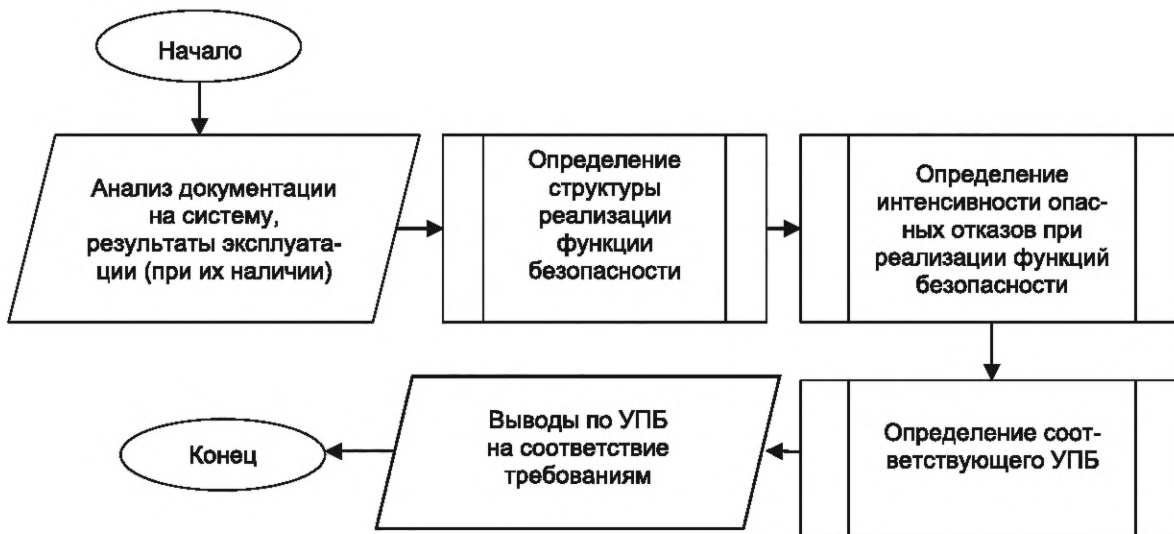 Начало
Анализ документации
на систему,
результаты эксплуата-
ции (при их наличии)
Определение
структуры
реализации
функции
безопасности
Определение
интенсивности опас-
ных отказов при
реализации функций
безопасности
Определение соот-
ветствующего УПБ
Выводы по УПБ
на соответствие
требованиям
Конец